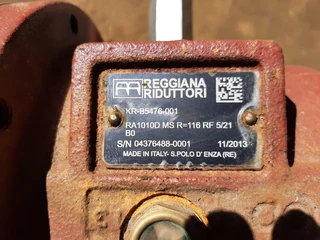 REGGIANA
RIDUTTORI
KR-85476-001
RA1010D MS R=116 RF 5/21
B0
S/N 04376488-0001 11/2013
MADE IN ITALY- S.POLO D' ENZA (RE)